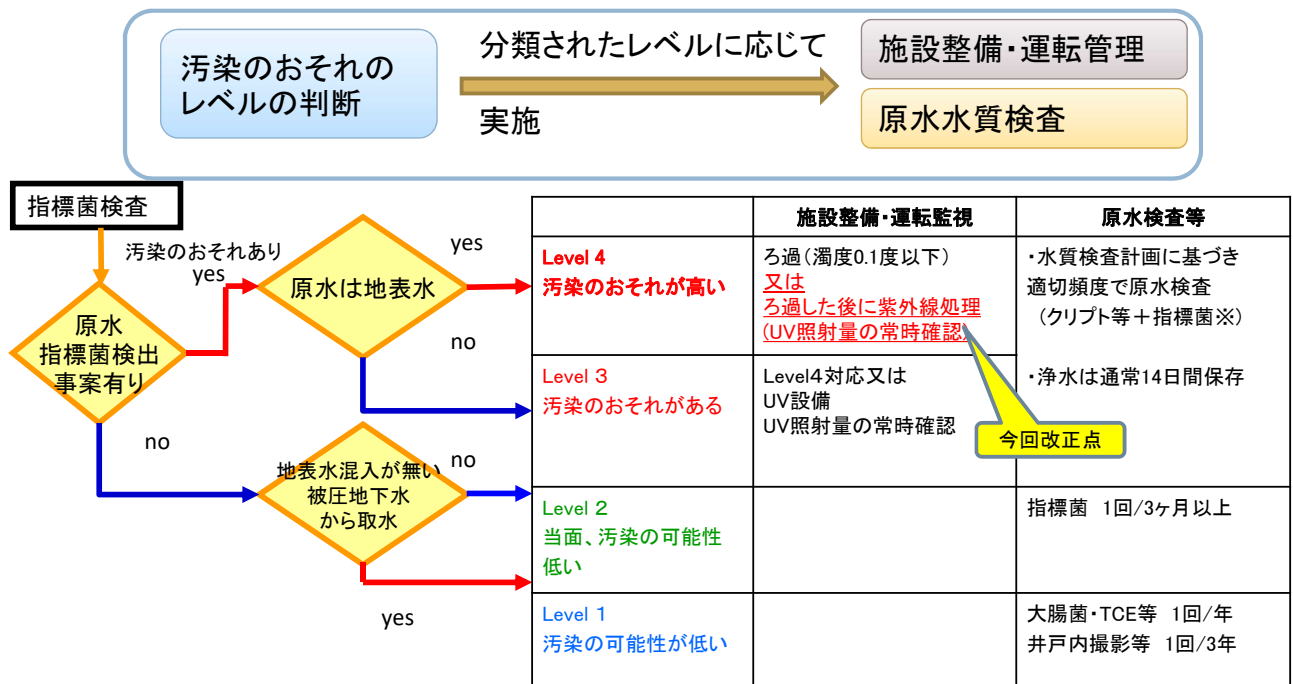 汚染のおそれの
レベルの判断
分類されたレベルに応じて
実施
施設整備・運転管理
原水水質検査
指標菌検査
汚染のおそれあり
yes
原水
指標菌検出
事案有り
no
原水は地表水
yes
no
地表水混入が無い
被圧地下水
から取水
no
yes
施設整備・運転監視
原水検査等
Level 4
汚染のおそれが高い
ろ過(濁度0.1度以下)
又は
ろ過した後に紫外線処理
(UV照射量の常時確認)
・水質検査計画に基づき
適切頻度で原水検査
(クリプト等+指標菌※)
Level 3
汚染のおそれがある
Level4対応又は
UV設備
UV照射量の常時確認
・浄水は通常14日間保存
今回改正点
Level 2
当面、汚染の可能性
低い
指標菌 1回/3ヶ月以上
Level 1
汚染の可能性が低い
大腸菌・TCE等 1回/年
井戸内撮影等 1回/3年